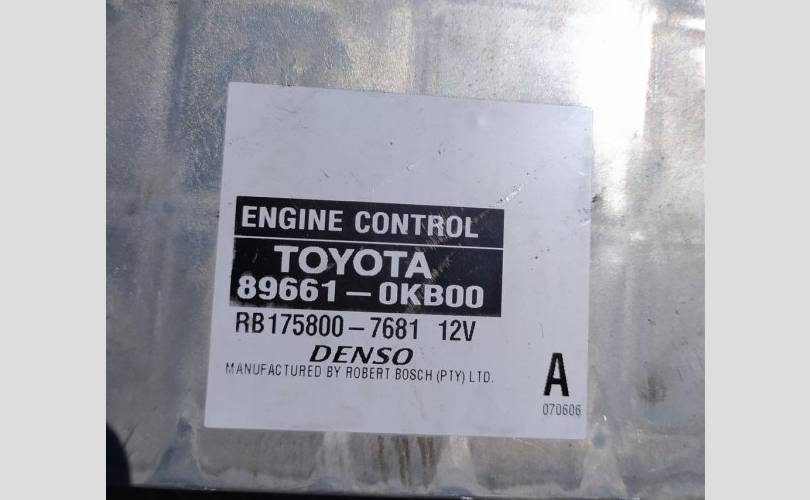 ENGINE CONTROL
TOYOTA
89661-0KB00
RB175800-7681 12V
DENSO
MANUFACTURED BY ROBERT BOSCH (PTY) LTD.
A
070606